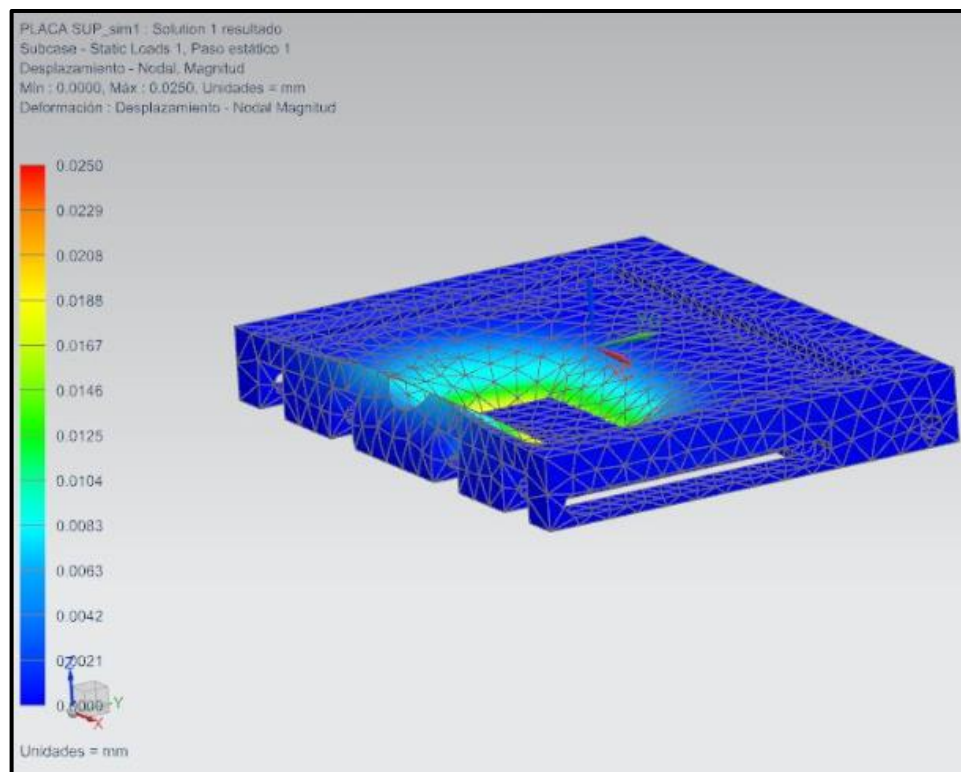 PLACA SUP_sim1 : Solution 1 resultado
Subcase - Static Loads 1, Paso estático 1
Desplazamiento - Nodal, Magnitud
Mín : 0.0000, Máx : 0.0250, Unidades = mm
Deformación : Desplazamiento - Nodal Magnitud
0.0250
0.0229
0.0208
0.0188
0.0167
0.0146
0.0125
0.0104
0.0083
0.0063
0.0042
0.0021
0.0000
Z
Y
X
Unidades = mm